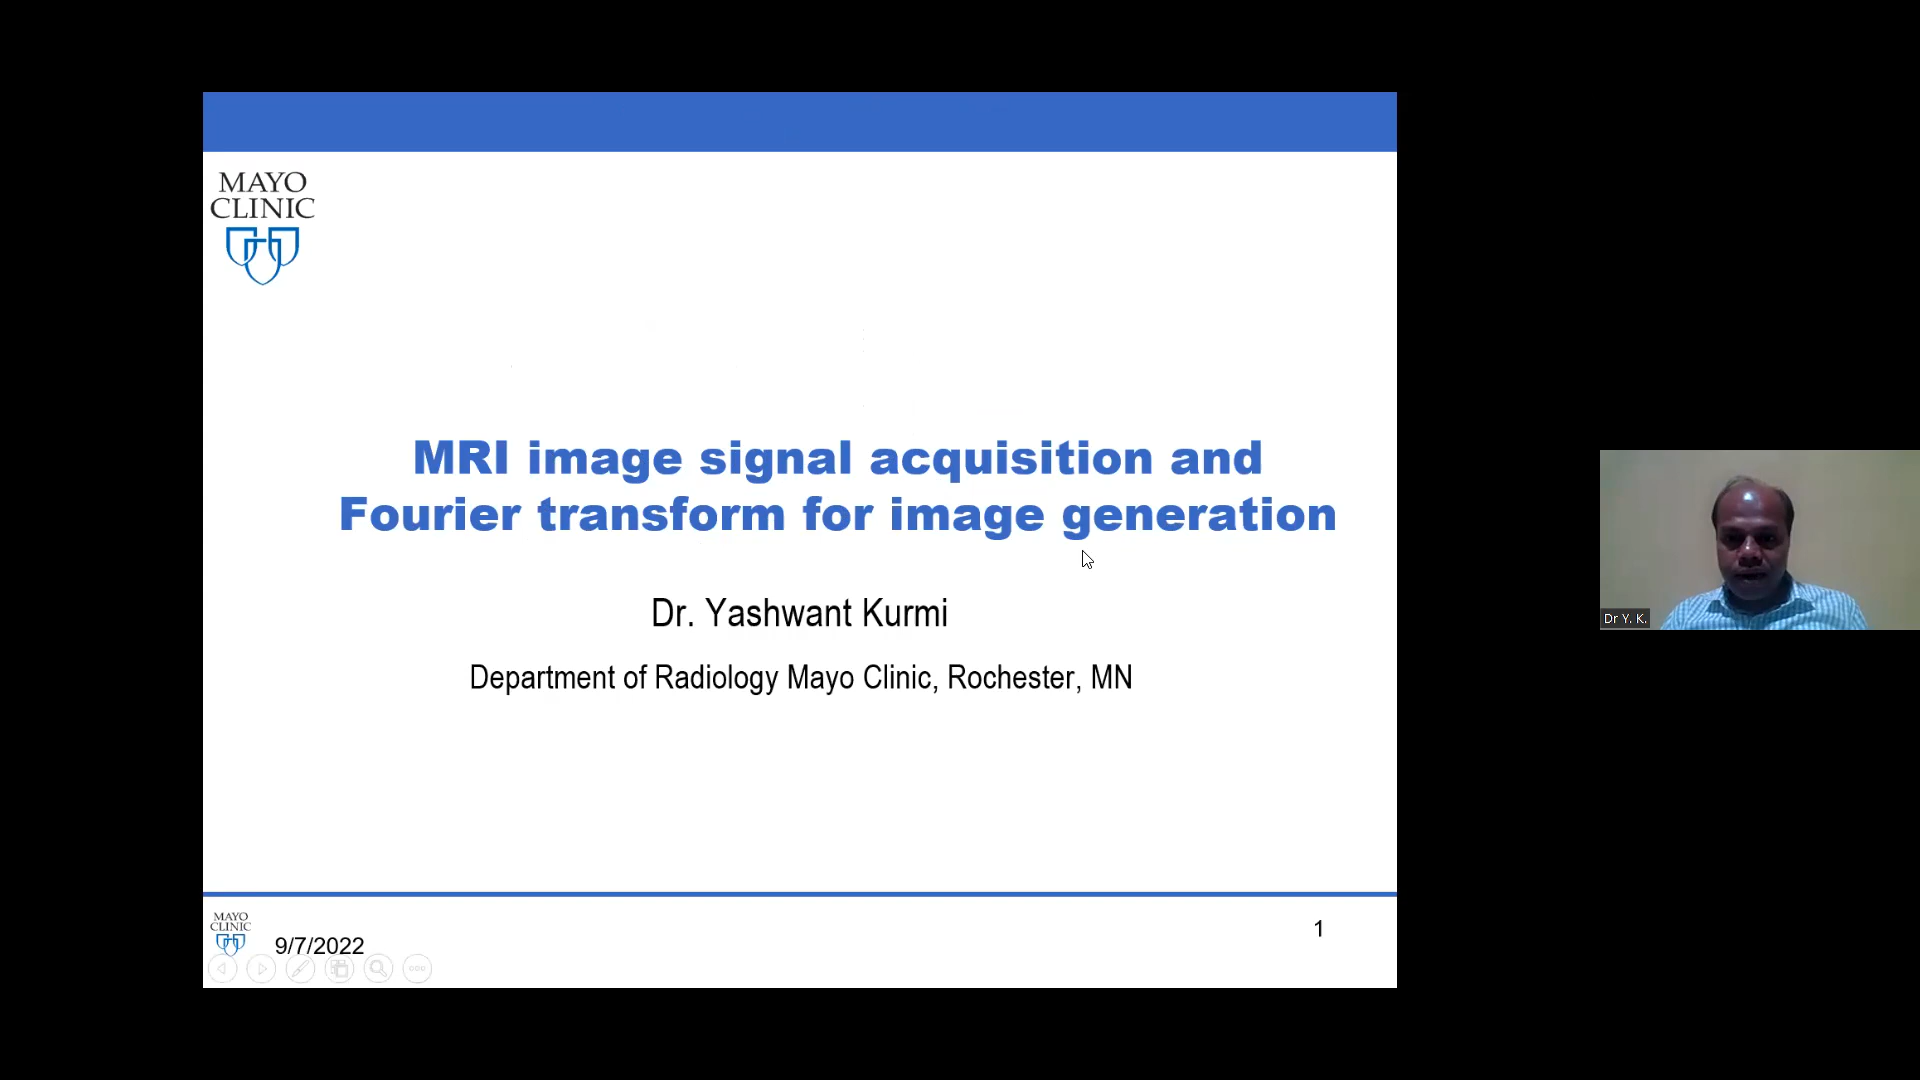 MAYO
CLINIC
MRI image signal acquisition and
Fourier transform for image generation
Dr. Yashwant Kurmi
Department of Radiology Mayo Clinic, Rochester, MN
Dr Y. K.
MAYO
CLINIC
9/7/2022
1